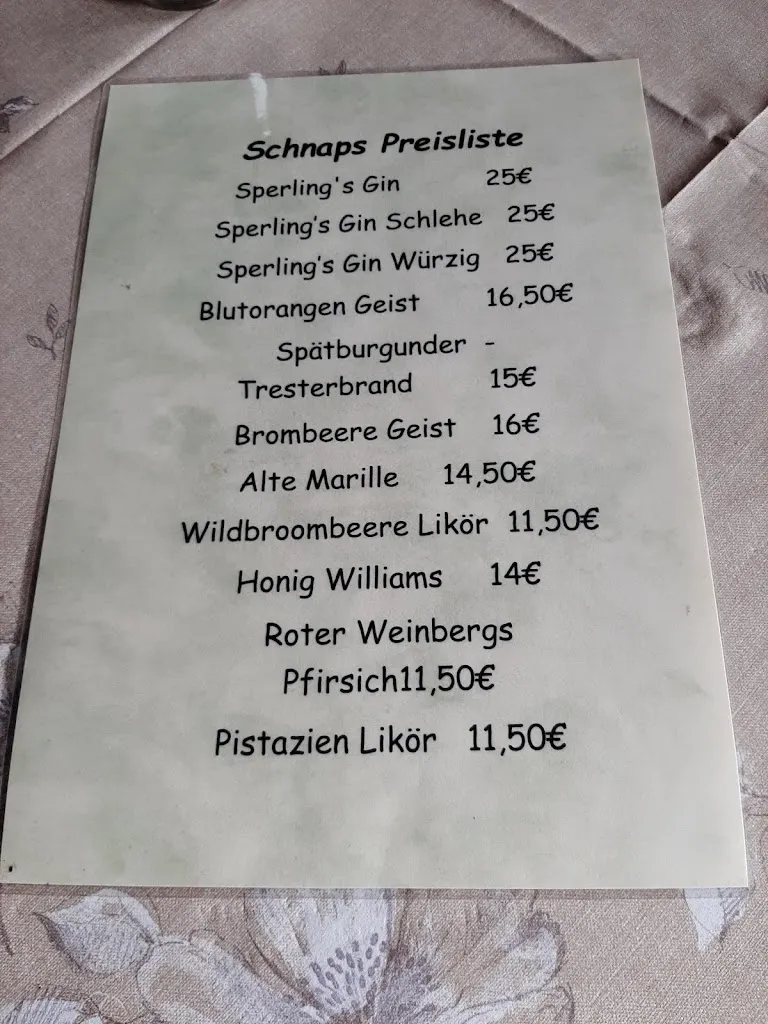 Schnaps Preisliste
Sperling's Gin 25€
Sperling's Gin Schlehe 25€
Sperling's Gin Würzig 25€
Blutorangen Geist 16,50€
Spätburgunder -
Tresterbrand 15€
Brombeere Geist 16€
Alte Marille 14,50€
Wildbroombeere Likör 11,50€
Honig Williams 14€
Roter Weinbergs
Pfirsich11,50€
Pistazien Likör 11,50€